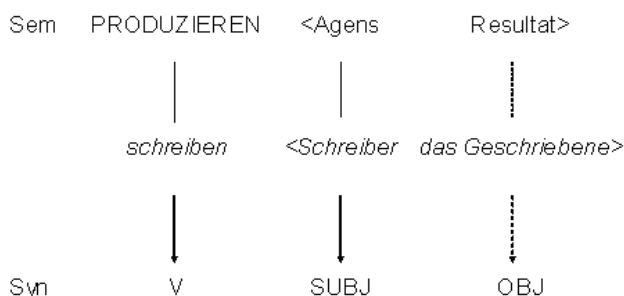 Sem PRODUZIEREN <Agens Resultat>
schreiben <Schreiber das Geschriebene>
Syn V SUBJ OBJ